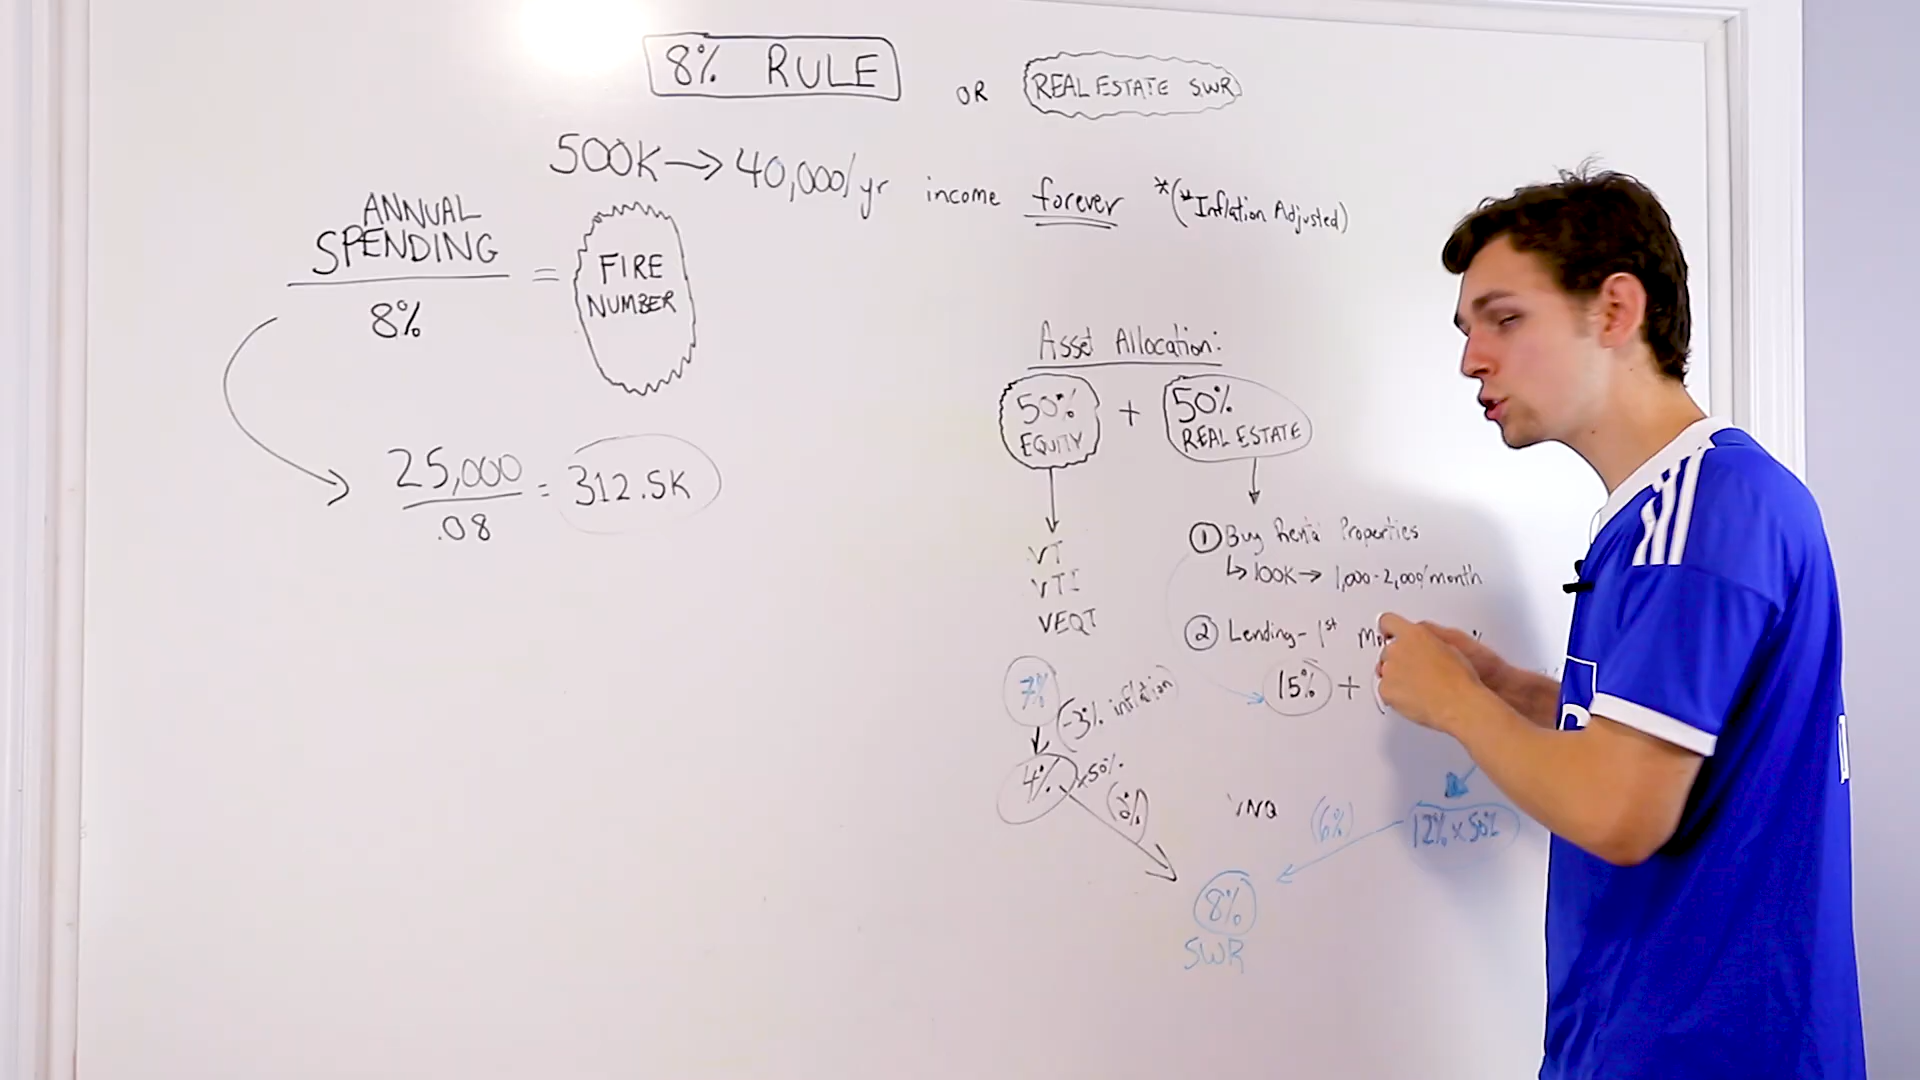 8% RULE OR REAL ESTATE SWR
500K → 40,000/yr income forever *(*Inflation Adjusted)
ANNUAL
SPENDING
8%
=
FIRE
NUMBER
25,000
.08
= 312.5K
Asset Allocation:
50%
EQUITY
+
50%
REAL ESTATE
VT
VTI
VEQT
7%
(-3% inflation)
4%
x50%
① Buy Rental Properties
↳ 100K → 1,000-2,000/month
② Lending - 1st
15% +
VNQ
(6%)
12% x 50%
8%
SWR